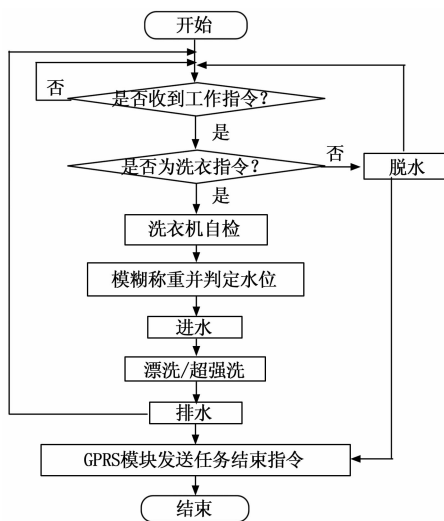 开始
否
是否收到工作指令?
是
是否为洗衣指令?
否
脱水
是
洗衣机自检
模糊称重并判定水位
进水
漂洗/超强洗
排水
GPRS模块发送任务结束指令
结束